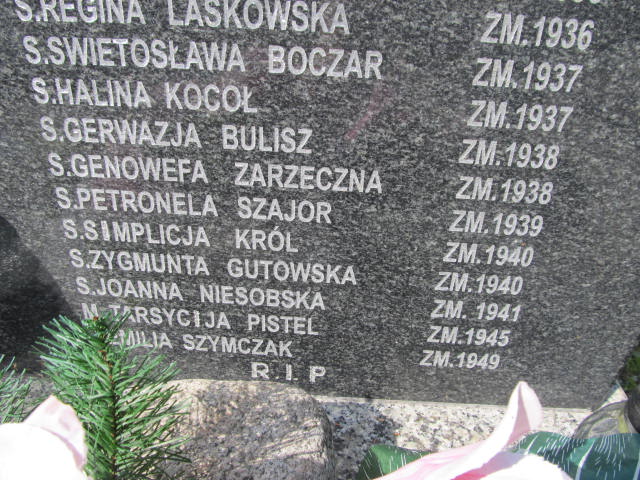 S.REGINA LASKOWSKA ZM.1936
S.SWIETOSŁAWA BOCZAR ZM.1937
S.HALINA KOCOŁ ZM.1937
S.GERWAZJA BULISZ ZM.1938
S.GENOWEFA ZARZECZNA ZM.1938
S.PETRONELA SZAJOR ZM.1939
S.SIMPLICJA KRÓL ZM.1940
S.ZYGMUNTA GUTOWSKA ZM.1940
S.JOANNA NIESOBSKA ZM. 1941
M.TARSYCIJA PISTEL ZM.1945
EMILIA SZYMCZAK ZM.1949
R.I.P